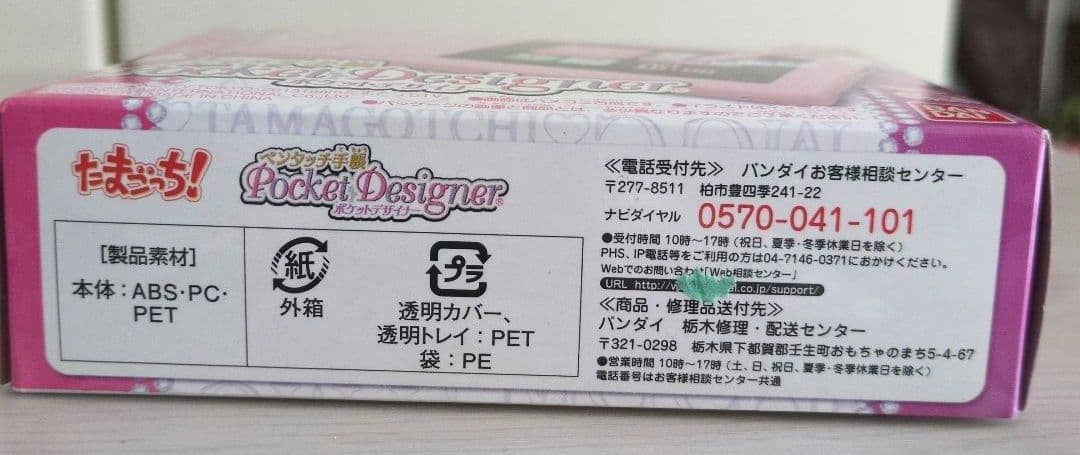 Pocket Designer
TAMAGOTCHI
たまごっち!
ペンタッチ手帳
Pocket Designer®
ポケットデザイナー
[製品素材]
本体:ABS・PC・
PET
紙
外箱
プラ
透明カバー、
透明トレイ:PET
袋:PE
≪電話受付先≫ バンダイお客様相談センター
〒277-8511 柏市豊四季241-22
ナビダイヤル 0570-041-101
●受付時間 10時〜17時(祝日、夏季・冬季休業日を除く)
PHS、IP電話等をご利用の方は04-7146-0371におかけください。
Webでのお問い合わせ「Web相談センター」
URL http://w al.co.jp/support/
≪商品・修理品送付先≫
バンダイ 栃木修理・配送センター
〒321-0298 栃木県下都賀郡壬生町おもちゃのまち5-4-67
●営業時間 10時〜17時(土、日、祝日、夏季・冬季休業日を除く)
電話番号はお客様相談センター共通